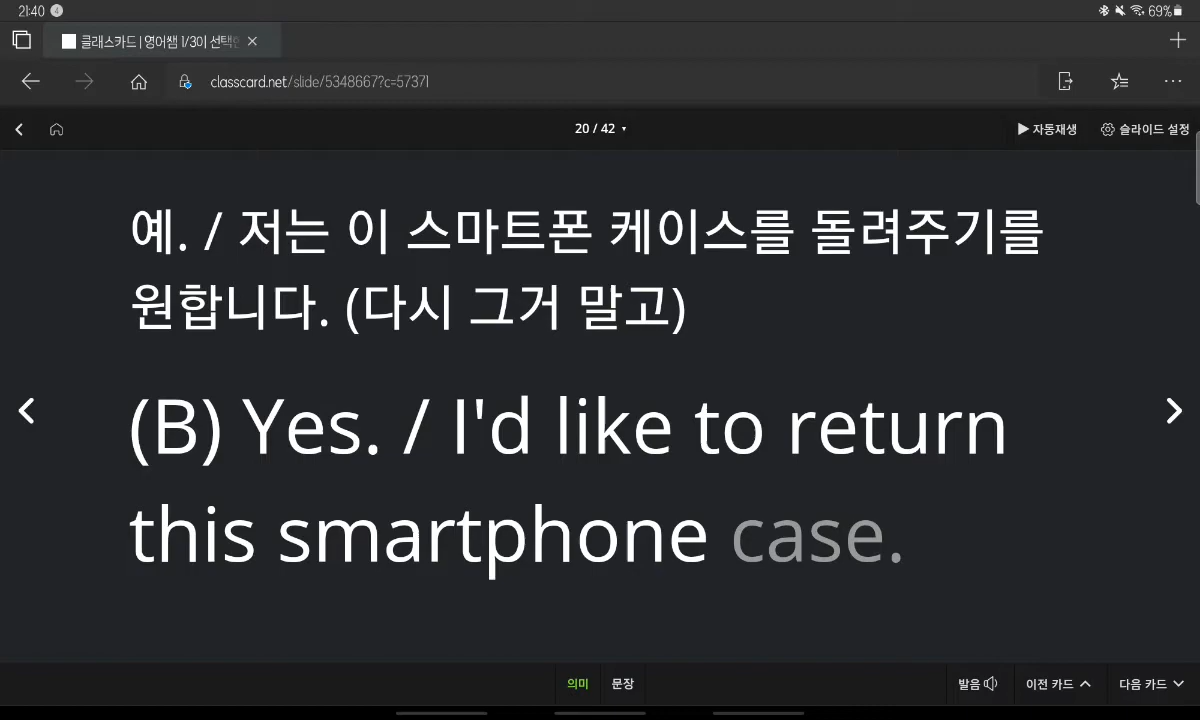 21:40 4 69%
클래스카드 | 영어쌤 1/3이 선택한
classcard.net/slide/5348667?c=57371
20 / 42 자동재생 슬라이드 설정
예. / 저는 이 스마트폰 케이스를 돌려주기를
원합니다. (다시 그거 말고)
(B) Yes. / I'd like to return
this smartphone case.
의미 문장 발음 이전 카드 다음 카드